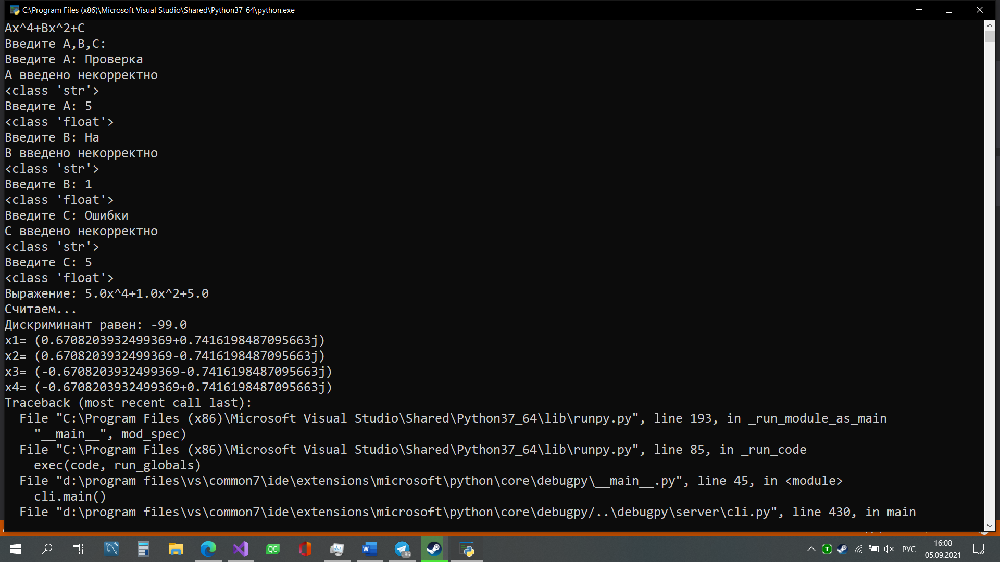 C:\Program Files (x86)\Microsoft Visual Studio\Shared\Python37_64\python.exe
Ax^4+Bx^2+C
Введите A,B,C:
Введите A: Проверка
A введено некорректно
<class 'str'>
Введите A: 5
<class 'float'>
Введите B: На
B введено некорректно
<class 'str'>
Введите B: 1
<class 'float'>
Введите C: Ошибки
C введено некорректно
<class 'str'>
Введите C: 5
<class 'float'>
Выражение: 5.0x^4+1.0x^2+5.0
Считаем...
Дискриминант равен: -99.0
x1= (0.6708203932499369+0.7416198487095663j)
x2= (0.6708203932499369-0.7416198487095663j)
x3= (-0.6708203932499369-0.7416198487095663j)
x4= (-0.6708203932499369+0.7416198487095663j)
Traceback (most recent call last):
  File "C:\Program Files (x86)\Microsoft Visual Studio\Shared\Python37_64\lib\runpy.py", line 193, in _run_module_as_main
    "__main__", mod_spec)
  File "C:\Program Files (x86)\Microsoft Visual Studio\Shared\Python37_64\lib\runpy.py", line 85, in _run_code
    exec(code, run_globals)
  File "d:\program files\vs\common7\ide\extensions\microsoft\python\core\debugpy\__main__.py", line 45, in <module>
    cli.main()
  File "d:\program files\vs\common7\ide\extensions\microsoft\python\core\debugpy/..\debugpy\server\cli.py", line 430, in main
QC
W
..86
T
РУС
16:08
05.09.2021